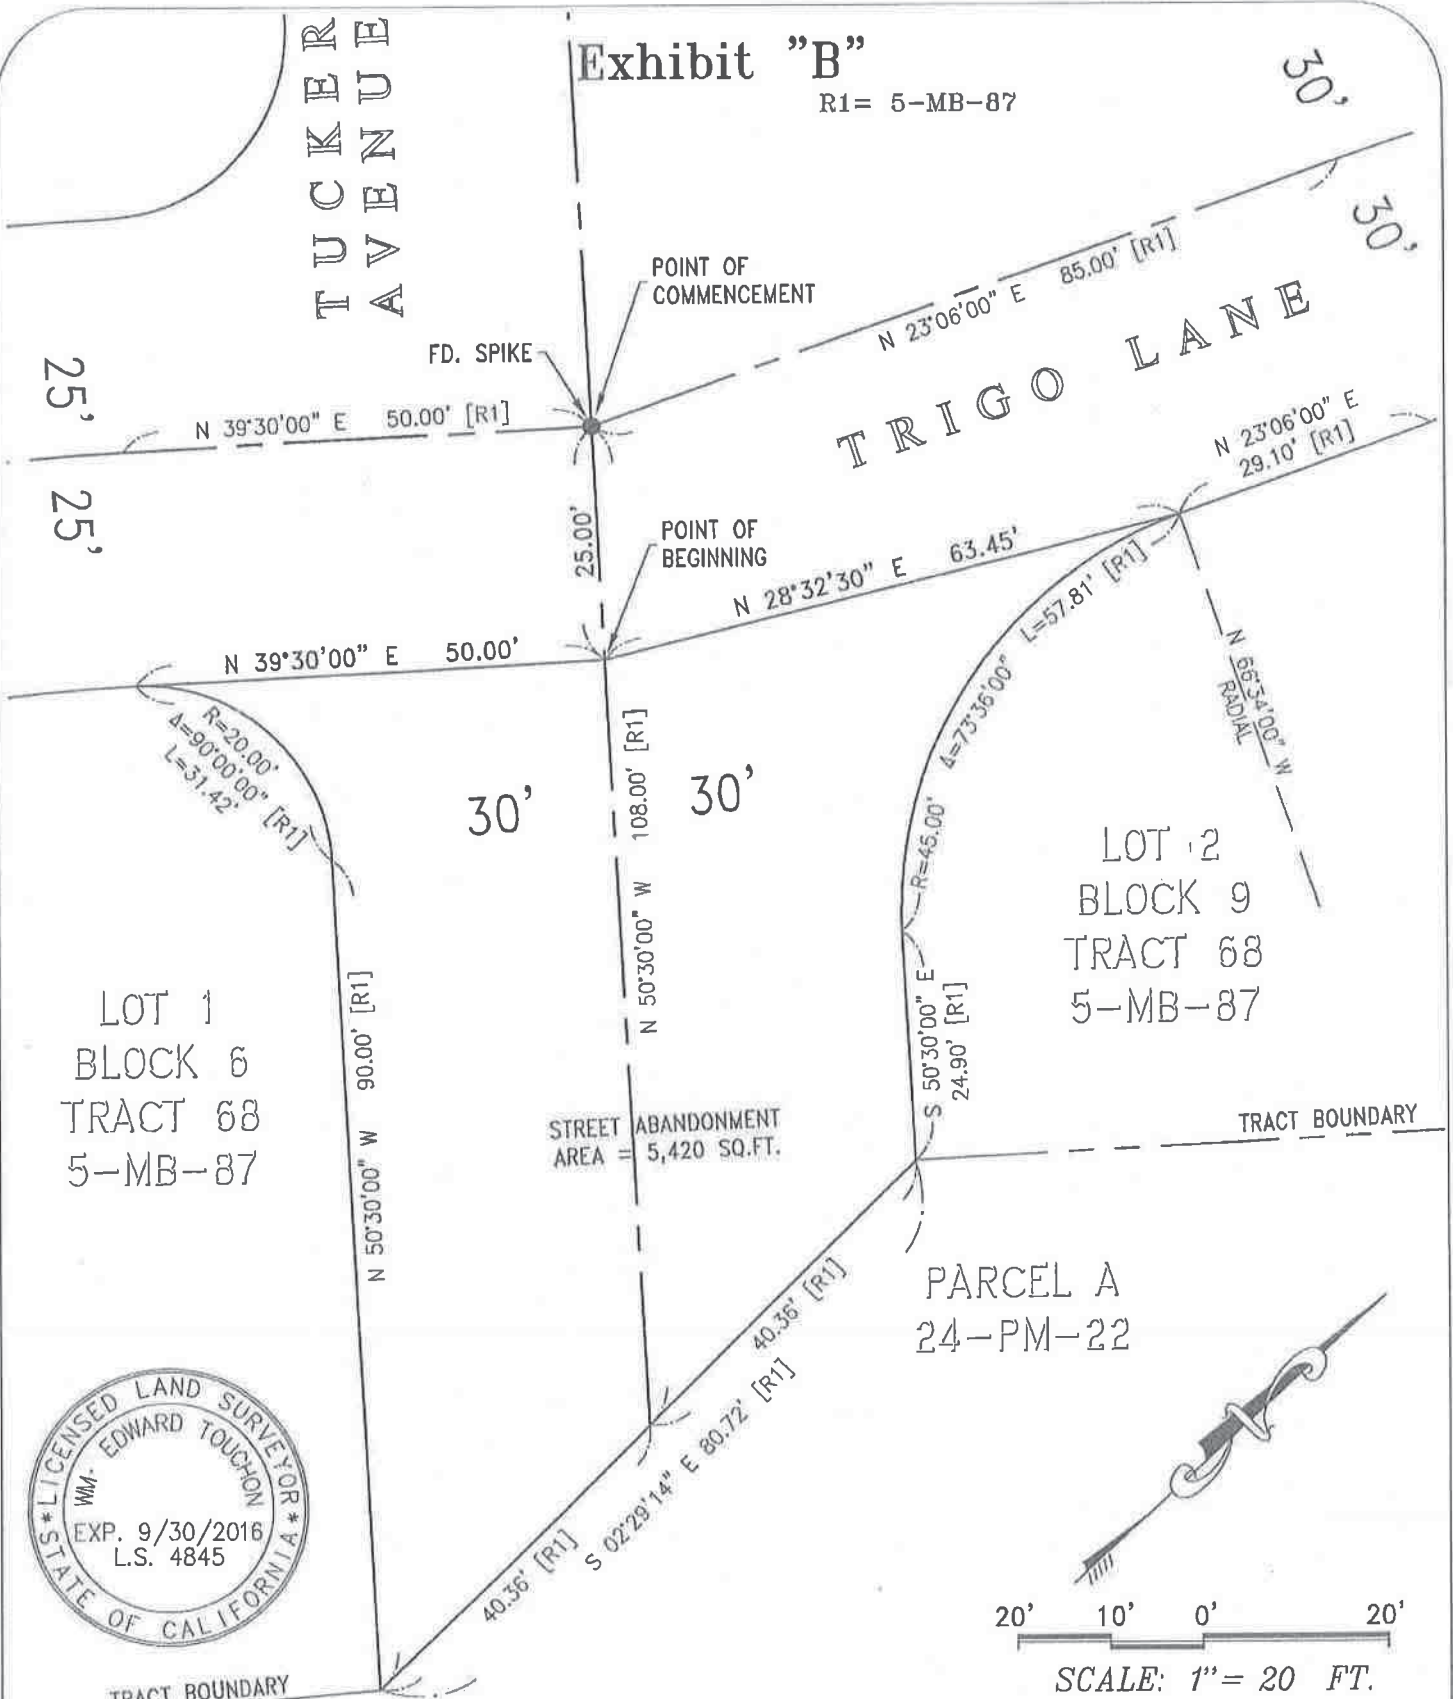 Exhibit "B"
R1= 5-MB-87
TUCKER
AVENUE
30'
30'
POINT OF
COMMENCEMENT
FD. SPIKE
N 23°06'00" E 85.00' [R1]
TRIGO LANE
25'
N 39°30'00" E 50.00' [R1]
25'
N 23°06'00" E
29.10' [R1]
25.00'
POINT OF
BEGINNING
N 28°32'30" E 63.45'
N 39°30'00" E 50.00'
R=20.00'
Δ=90°00'00" [R1]
L=31.42'
30'
30'
N 50°30'00" W 108.00' [R1]
R=45.00' Δ=73°36'00" L=57.81' [R1]
N 66°34'00" W
RADIAL
LOT 2
BLOCK 9
TRACT 68
5-MB-87
S 50°30'00" E
24.90' [R1]
LOT 1
BLOCK 6
TRACT 68
5-MB-87
N 50°30'00" W 90.00' [R1]
STREET ABANDONMENT
AREA = 5,420 SQ.FT.
TRACT BOUNDARY
PARCEL A
24-PM-22
40.36' [R1]
S 02°29'14" E 80.72' [R1]
40.36' [R1]
LICENSED LAND SURVEYOR
WM. EDWARD TOUCHON
EXP. 9/30/2016
L.S. 4845
STATE OF CALIFORNIA
20' 10' 0' 20'
SCALE: 1"= 20 FT.
TRACT BOUNDARY